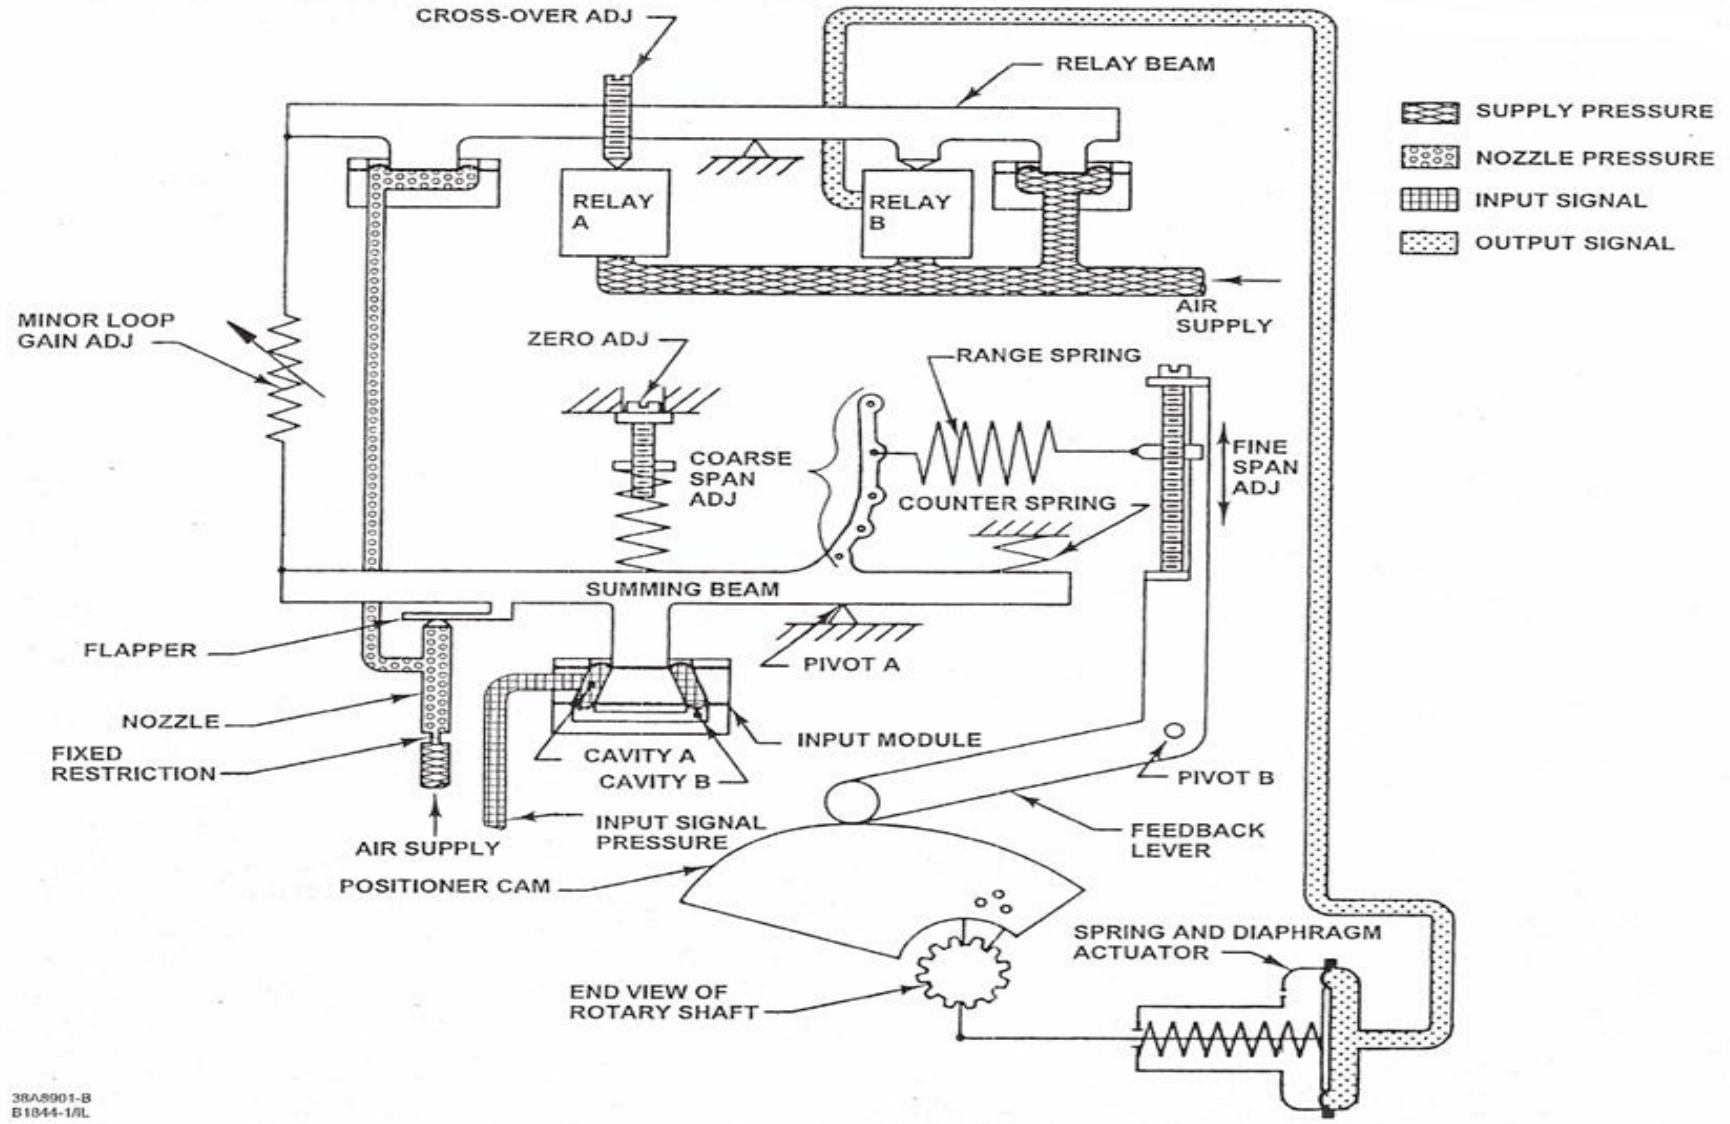 CROSS-OVER ADJ
RELAY BEAM
SUPPLY PRESSURE
NOZZLE PRESSURE
INPUT SIGNAL
OUTPUT SIGNAL
RELAY
A
RELAY
B
AIR
SUPPLY
MINOR LOOP
GAIN ADJ
ZERO ADJ
RANGE SPRING
COARSE
SPAN
ADJ
FINE
SPAN
ADJ
COUNTER SPRING
SUMMING BEAM
FLAPPER
PIVOT A
NOZZLE
FIXED
RESTRICTION
INPUT MODULE
CAVITY A
CAVITY B
PIVOT B
INPUT SIGNAL
PRESSURE
AIR SUPPLY
FEEDBACK
LEVER
POSITIONER CAM
SPRING AND DIAPHRAGM
ACTUATOR
END VIEW OF
ROTARY SHAFT
38A8901-B
B1844-1/IL